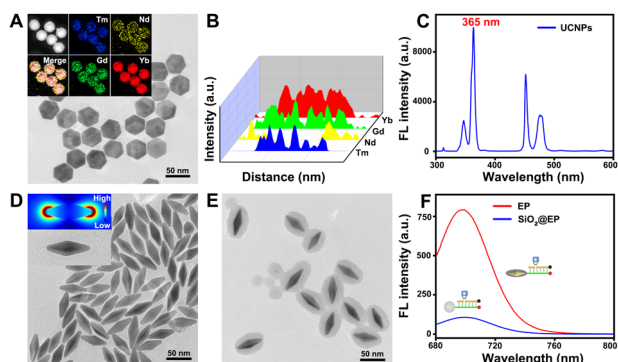 A
Tm
Nd
Merge
Gd
Yb
50 nm
B
Intensity (a.u.)
Yb
Gd
Nd
Tm
Distance (nm)
C
365 nm
UCNPs
FL intensity (a.u.)
8000
4000
0
300
400
500
600
Wavelength (nm)
D
High
Low
50 nm
E
50 nm
F
EP
SiO2@EP
FL intensity (a.u.)
750
500
250
0
680
720
760
800
Wavelength (nm)